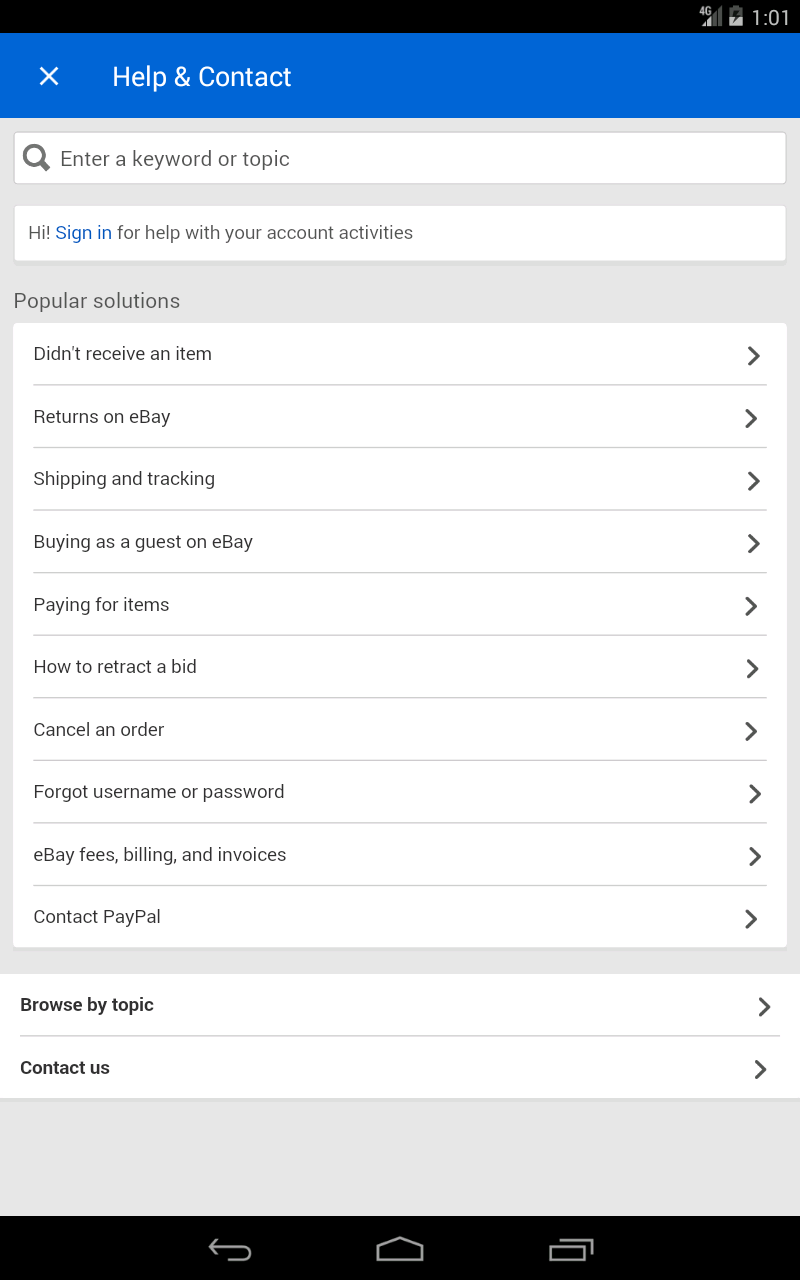 4G 1:01
Help & Contact
Enter a keyword or topic
Hi! Sign in for help with your account activities
Popular solutions
Didn't receive an item
Returns on eBay
Shipping and tracking
Buying as a guest on eBay
Paying for items
How to retract a bid
Cancel an order
Forgot username or password
eBay fees, billing, and invoices
Contact PayPal
Browse by topic
Contact us